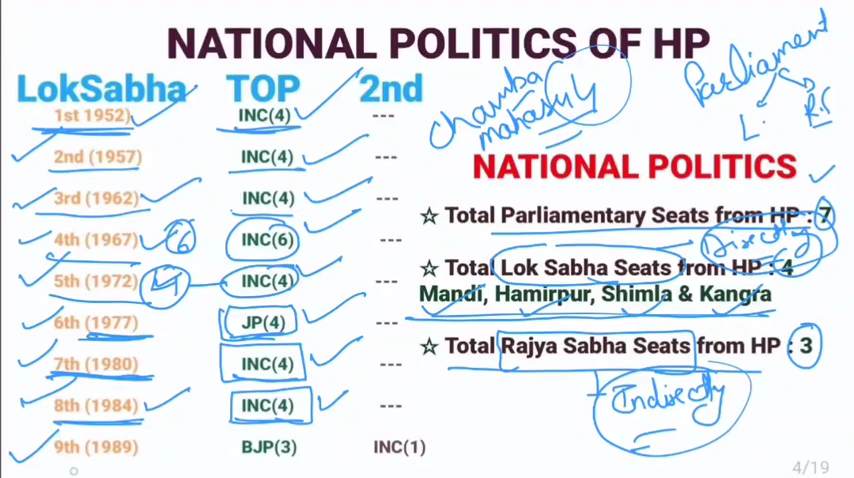 NATIONAL POLITICS OF HP
LokSabha TOP 2nd
1st 1952) INC(4) ---
2nd (1957) INC(4) ---
3rd (1962) INC(4) ---
4th (1967) 6 INC(6) ---
5th (1972) 4 INC(4) ---
6th (1977) JP(4) ---
7th (1980) INC(4) ---
8th (1984) INC(4) ---
9th (1989) BJP(3) INC(1)
Chamba
mahasu 4
Parliament
L. R.S
NATIONAL POLITICS
☆ Total Parliamentary Seats from HP : 7
Directly
☆ Total Lok Sabha Seats from HP : 4
Mandi, Hamirpur, Shimla & Kangra
☆ Total Rajya Sabha Seats from HP : 3
Indirectly
4/19